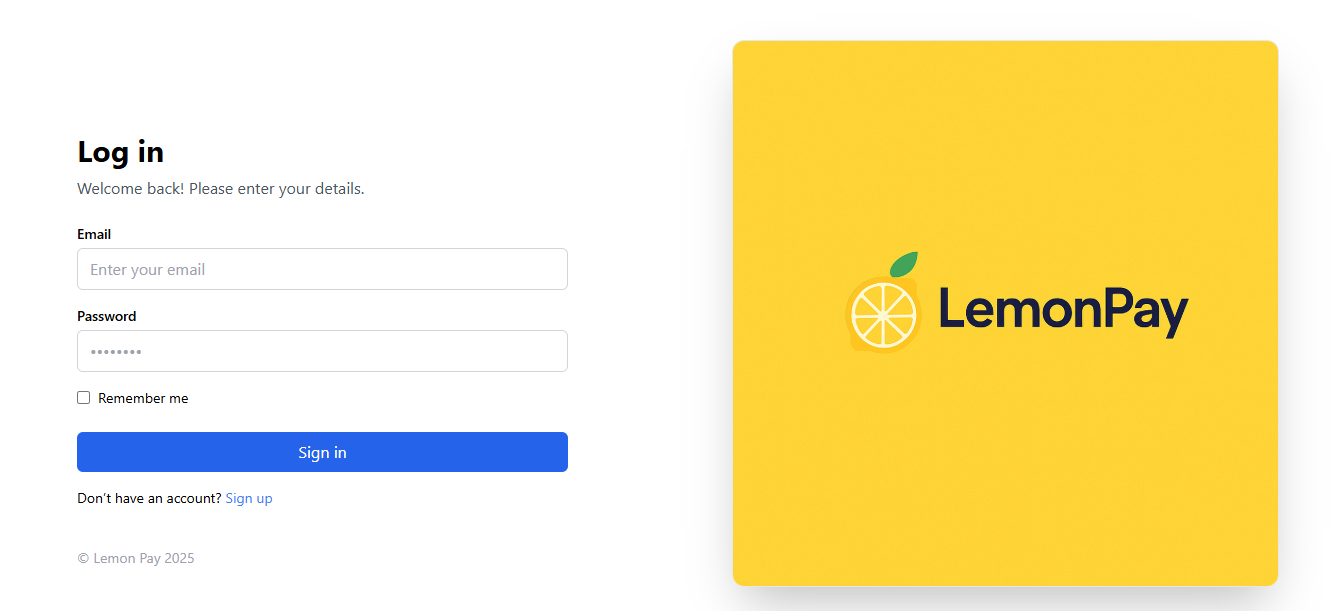 Log in
Welcome back! Please enter your details.
Email
Enter your email
Password
••••••••
Remember me
Sign in
Don’t have an account? Sign up
© Lemon Pay 2025
LemonPay